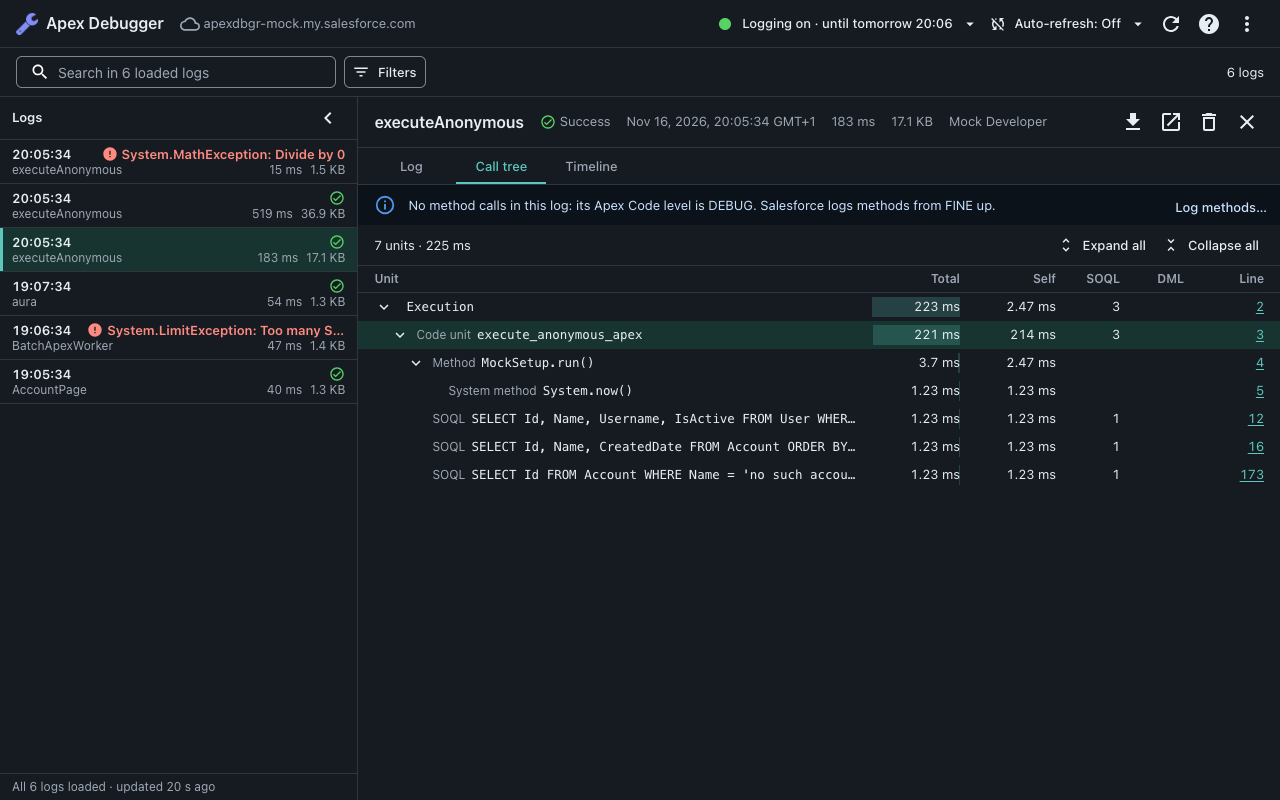 Apex Debugger apexdbgr-mock.my.salesforce.com Logging on · until tomorrow 20:06 Auto-refresh: Off
Search in 6 loaded logs Filters 6 logs
Logs
20:05:34 System.MathException: Divide by 0
executeAnonymous 15 ms 1.5 KB
20:05:34
executeAnonymous 519 ms 36.9 KB
20:05:34
executeAnonymous 183 ms 17.1 KB
19:07:34
aura 54 ms 1.3 KB
19:06:34 System.LimitException: Too many S...
BatchApexWorker 47 ms 1.4 KB
19:05:34
AccountPage 40 ms 1.3 KB
All 6 logs loaded · updated 20 s ago
executeAnonymous Success Nov 16, 2026, 20:05:34 GMT+1 183 ms 17.1 KB Mock Developer
Log Call tree Timeline
No method calls in this log: its Apex Code level is DEBUG. Salesforce logs methods from FINE up. Log methods...
7 units · 225 ms Expand all Collapse all
Unit Total Self SOQL DML Line
Execution 223 ms 2.47 ms 3 2
Code unit execute_anonymous_apex 221 ms 214 ms 3 3
Method MockSetup.run() 3.7 ms 2.47 ms 4
System method System.now() 1.23 ms 1.23 ms 5
SOQL SELECT Id, Name, Username, IsActive FROM User WHER… 1.23 ms 1.23 ms 1 12
SOQL SELECT Id, Name, CreatedDate FROM Account ORDER BY… 1.23 ms 1.23 ms 1 16
SOQL SELECT Id FROM Account WHERE Name = 'no such accou… 1.23 ms 1.23 ms 1 173